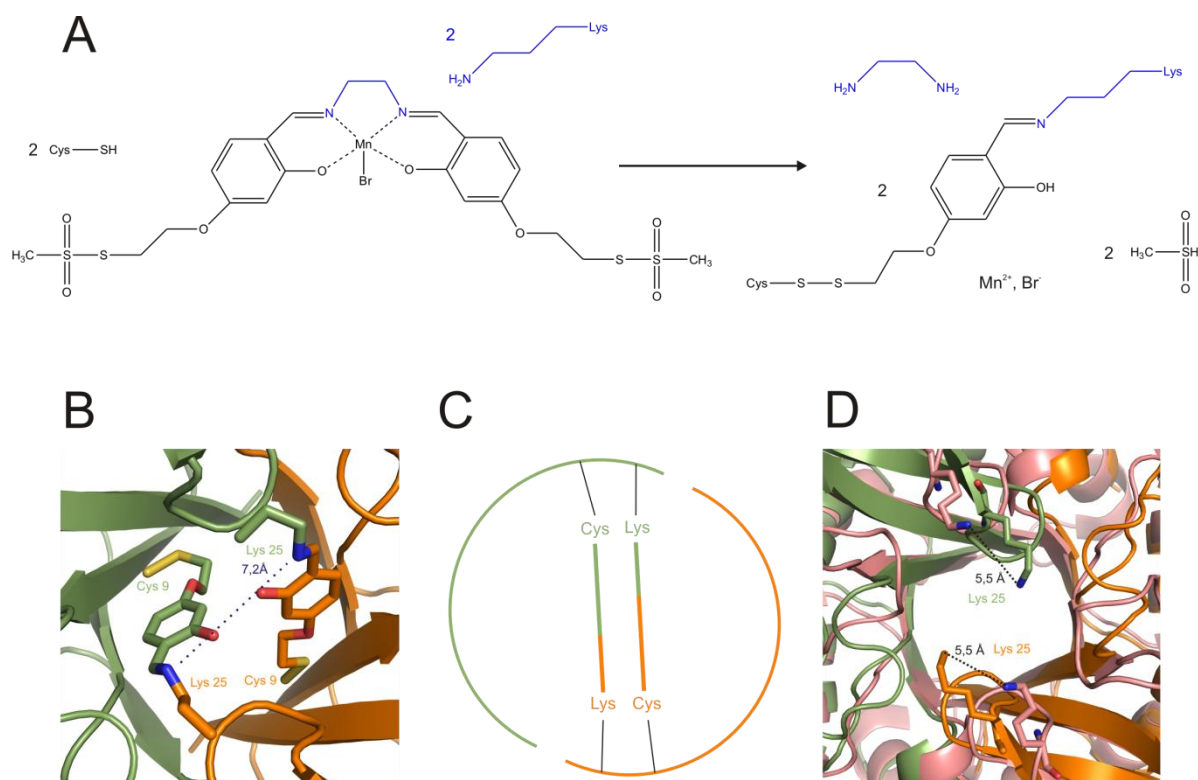 A
2
Lys
H₂N
H₂N
NH₂
Lys
N
N
N
2
Cys
SH
Mn
Br
O
O
2
OH
O
O
O
O
O
H₃C
S
S
O
S
S
CH₃
O
2
H₃C
SH
O
O
Cys
S
S
Mn²⁺, Br⁻
B
C
D
Lys 25
7,2Å
Cys 9
Lys 25
Cys 9
Cys
Lys
Lys
Cys
5,5 Å
Lys 25
5,5 Å
Lys 25